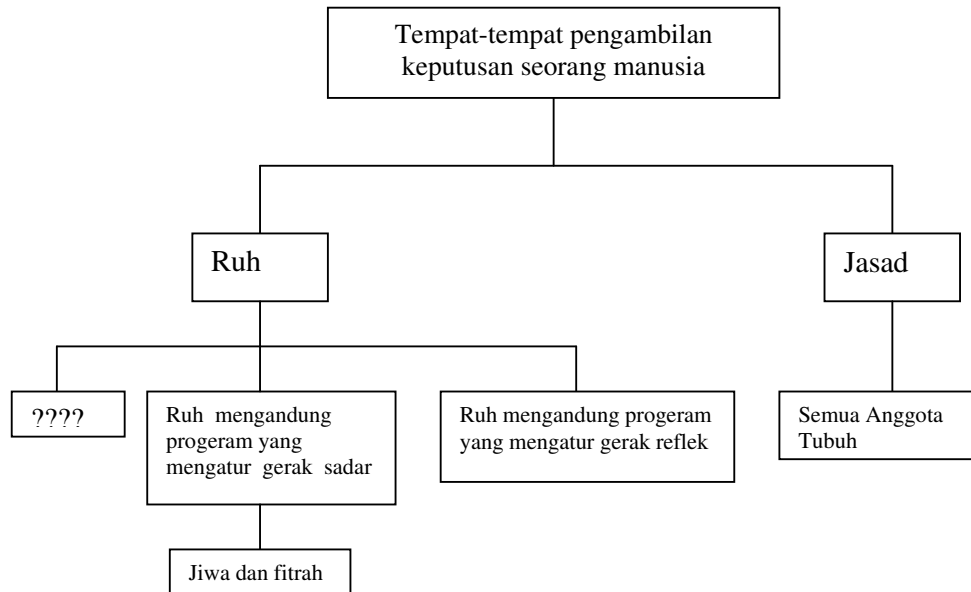 Tempat-tempat pengambilan
keputusan seorang manusia
Ruh
Jasad
????
Ruh mengandung
progeram yang
mengatur gerak sadar
Ruh mengandung progeram
yang mengatur gerak reflek
Semua Anggota
Tubuh
Jiwa dan fitrah